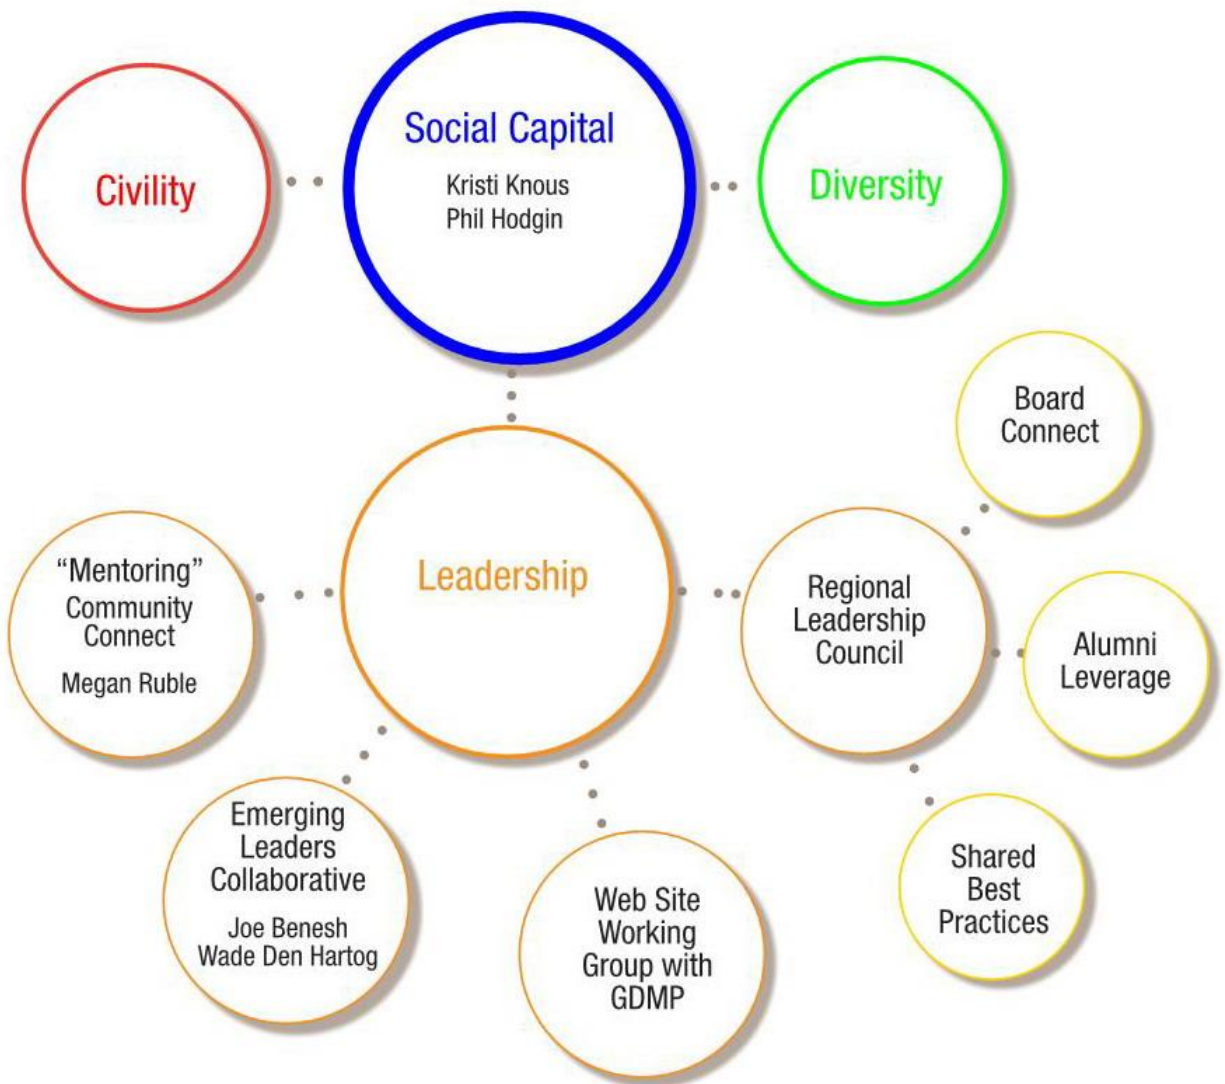 Civility
Social Capital
Kristi Knous
Phil Hodgin
Diversity
Board
Connect
Leadership
"Mentoring"
Community
Connect
Megan Ruble
Regional
Leadership
Council
Alumni
Leverage
Emerging
Leaders
Collaborative
Joe Benesh
Wade Den Hartog
Web Site
Working
Group with
GDMP
Shared
Best
Practices